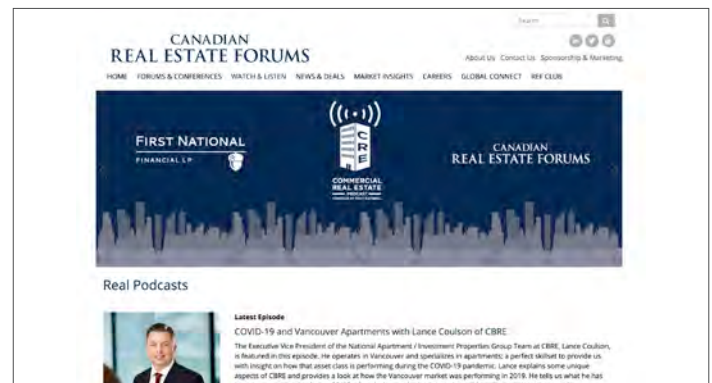 Search
CANADIAN
REAL ESTATE FORUMS
About Us Contact Us Sponsorship & Marketing
HOME FORUMS & CONFERENCES WATCH & LISTEN NEWS & DEALS MARKET INSIGHTS CAREERS GLOBAL CONNECT REF CLUB
FIRST NATIONAL
FINANCIAL LP
CRE
COMMERCIAL
REAL ESTATE
PODCAST
CANADIAN
REAL ESTATE FORUMS
Real Podcasts
Latest Episode
COVID-19 and Vancouver Apartments with Lance Coulson of CBRE
The Executive Vice President of the National Apartment / Investment Properties Group Team at CBRE, Lance Coulson,
is featured in this episode. He operates in Vancouver and specializes in apartments; a perfect skillset to provide us
with insight on how that asset class is performing during the COVID-19 pandemic. Lance explains some unique
aspects of CBRE and provides a look at how the Vancouver market was performing in 2019. He tells us what he has